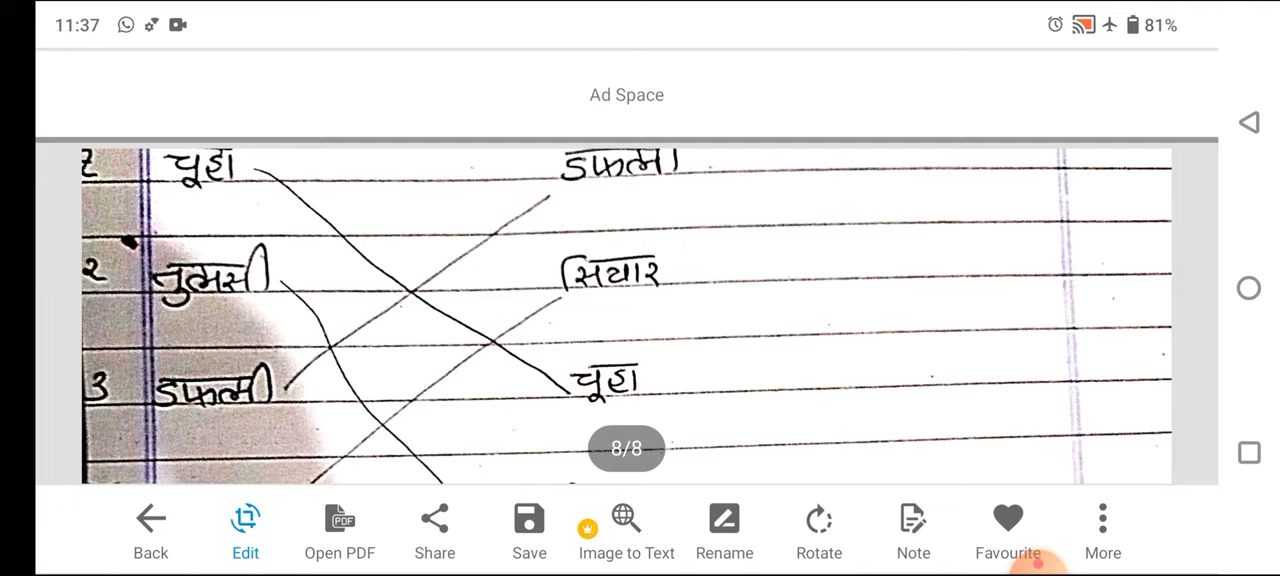 11:37 81%
Ad Space
चूहा डफली
२ तुलसी सियार
3 डफली चूहा
8/8
Back Edit Open PDF Share Save Image to Text Rename Rotate Note Favourite More
PDF